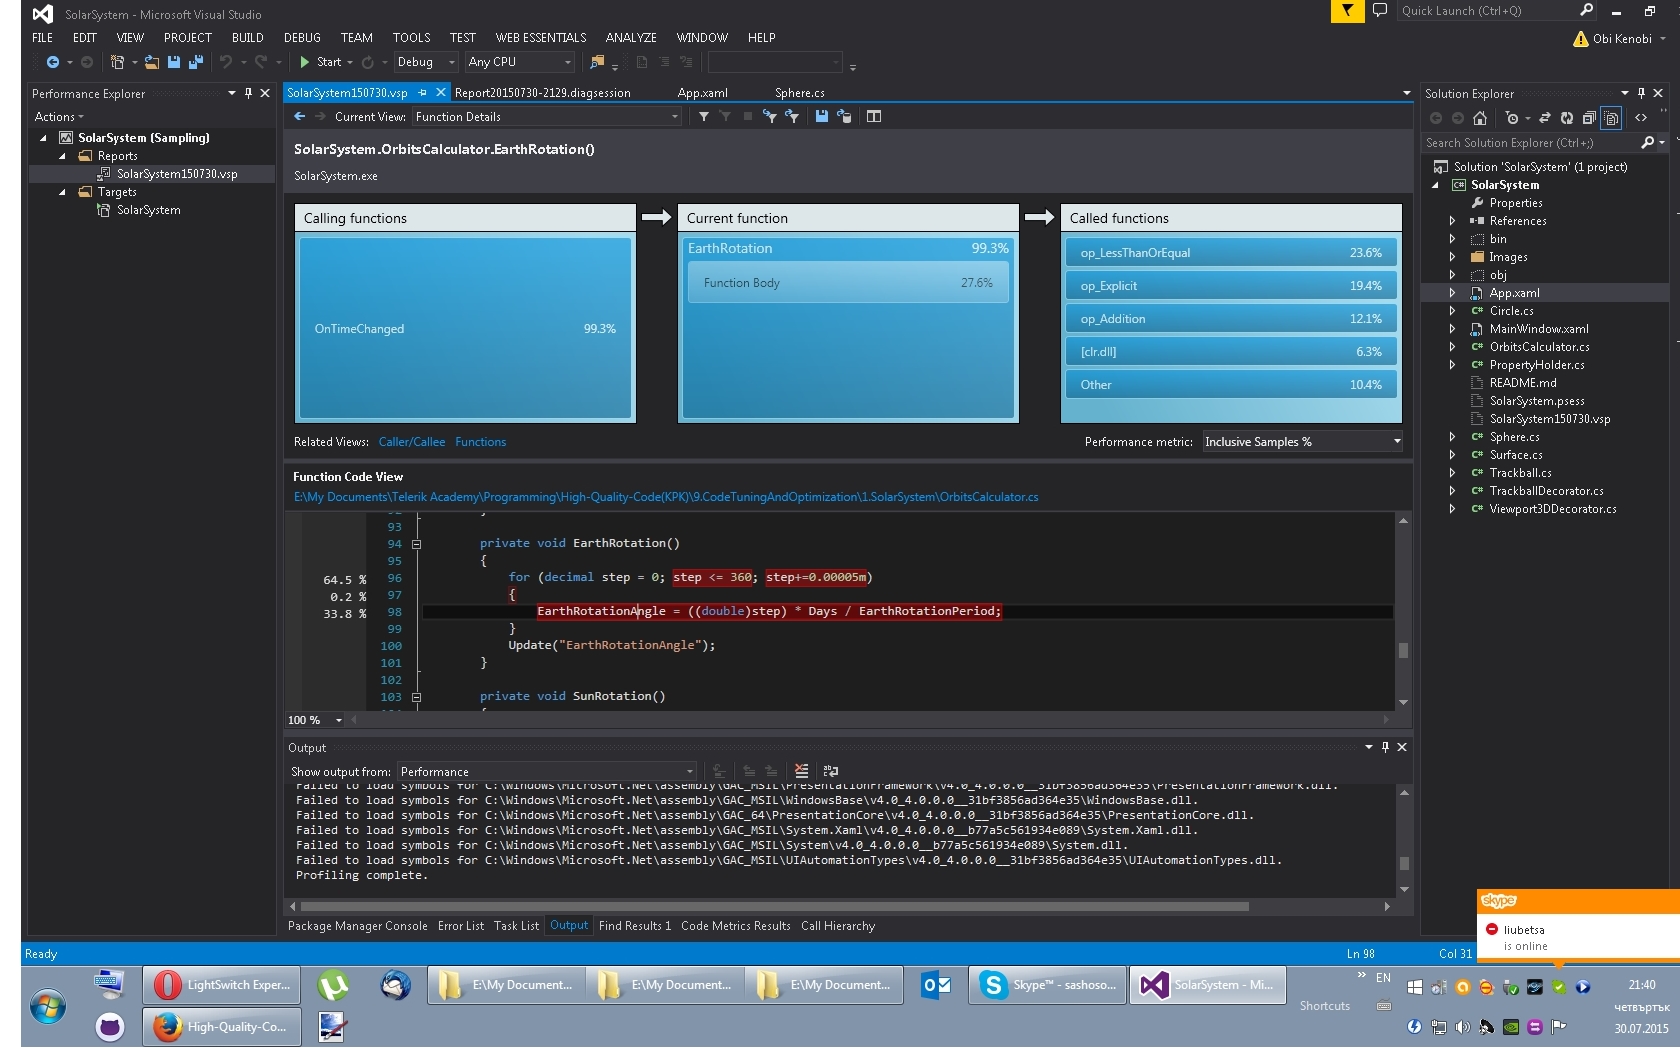 SolarSystem - Microsoft Visual Studio
Quick Launch (Ctrl+Q)
FILE EDIT VIEW PROJECT BUILD DEBUG TEAM TOOLS TEST WEB ESSENTIALS ANALYZE WINDOW HELP
Obi Kenobi
Start Debug Any CPU
Performance Explorer
Actions
SolarSystem (Sampling)
Reports
SolarSystem150730.vsp
Targets
SolarSystem
SolarSystem150730.vsp Report20150730-2129.diagsession App.xaml Sphere.cs
Current View: Function Details
SolarSystem.OrbitsCalculator.EarthRotation()
SolarSystem.exe
Calling functions
OnTimeChanged 99.3%
Current function
EarthRotation 99.3%
Function Body 27.6%
Called functions
op_LessThanOrEqual 23.6%
op_Explicit 19.4%
op_Addition 12.1%
[clr.dll] 6.3%
Other 10.4%
Related Views: Caller/Callee Functions
Performance metric: Inclusive Samples %
Function Code View
E:\My Documents\Telerik Academy\Programming\High-Quality-Code(KPK)\9.CodeTuningAndOptimization\1.SolarSystem\OrbitsCalculator.cs
93
94 private void EarthRotation()
95 {
64.5 % 96 for (decimal step = 0; step <= 360; step+=0.00005m)
0.2 % 97 {
33.8 % 98 EarthRotationAngle = ((double)step) * Days / EarthRotationPeriod;
99 }
100 Update("EarthRotationAngle");
101 }
102
103 private void SunRotation()
100 %
Output
Show output from: Performance
Failed to load symbols for C:\Windows\Microsoft.Net\assembly\GAC_MSIL\PresentationFramework\v4.0_4.0.0.0__31bf3856ad364e35\PresentationFramework.dll.
Failed to load symbols for C:\Windows\Microsoft.Net\assembly\GAC_MSIL\WindowsBase\v4.0_4.0.0.0__31bf3856ad364e35\WindowsBase.dll.
Failed to load symbols for C:\Windows\Microsoft.Net\assembly\GAC_64\PresentationCore\v4.0_4.0.0.0__31bf3856ad364e35\PresentationCore.dll.
Failed to load symbols for C:\Windows\Microsoft.Net\assembly\GAC_MSIL\System.Xaml\v4.0_4.0.0.0__b77a5c561934e089\System.Xaml.dll.
Failed to load symbols for C:\Windows\Microsoft.Net\assembly\GAC_MSIL\System\v4.0_4.0.0.0__b77a5c561934e089\System.dll.
Failed to load symbols for C:\Windows\Microsoft.Net\assembly\GAC_MSIL\UIAutomationTypes\v4.0_4.0.0.0__31bf3856ad364e35\UIAutomationTypes.dll.
Profiling complete.
Package Manager Console Error List Task List Output Find Results 1 Code Metrics Results Call Hierarchy
Solution Explorer
Search Solution Explorer (Ctrl+;)
Solution 'SolarSystem' (1 project)
C# SolarSystem
Properties
References
bin
Images
obj
App.xaml
C# Circle.cs
MainWindow.xaml
C# OrbitsCalculator.cs
C# PropertyHolder.cs
README.md
SolarSystem.psess
SolarSystem150730.vsp
C# Sphere.cs
C# Surface.cs
C# Trackball.cs
C# TrackballDecorator.cs
C# Viewport3DDecorator.cs
skype
liubetsa
is online
Ready Ln 98 Col 31
LightSwitch Exper...
E:\My Document...
E:\My Document...
E:\My Document...
Skype™ - sashoso...
SolarSystem - Mi...
High-Quality-Co...
Shortcuts
EN
21:40
четвъртък
30.07.2015